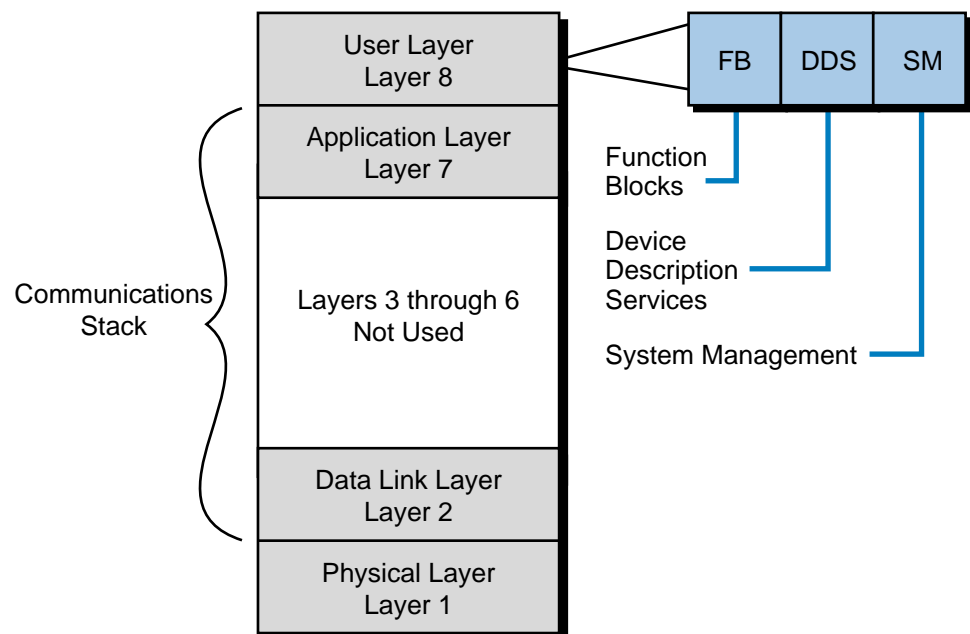 User Layer
Layer 8
FB
DDS
SM
Application Layer
Layer 7
Function
Blocks
Device
Description
Services
System Management
Communications
Stack
Layers 3 through 6
Not Used
Data Link Layer
Layer 2
Physical Layer
Layer 1